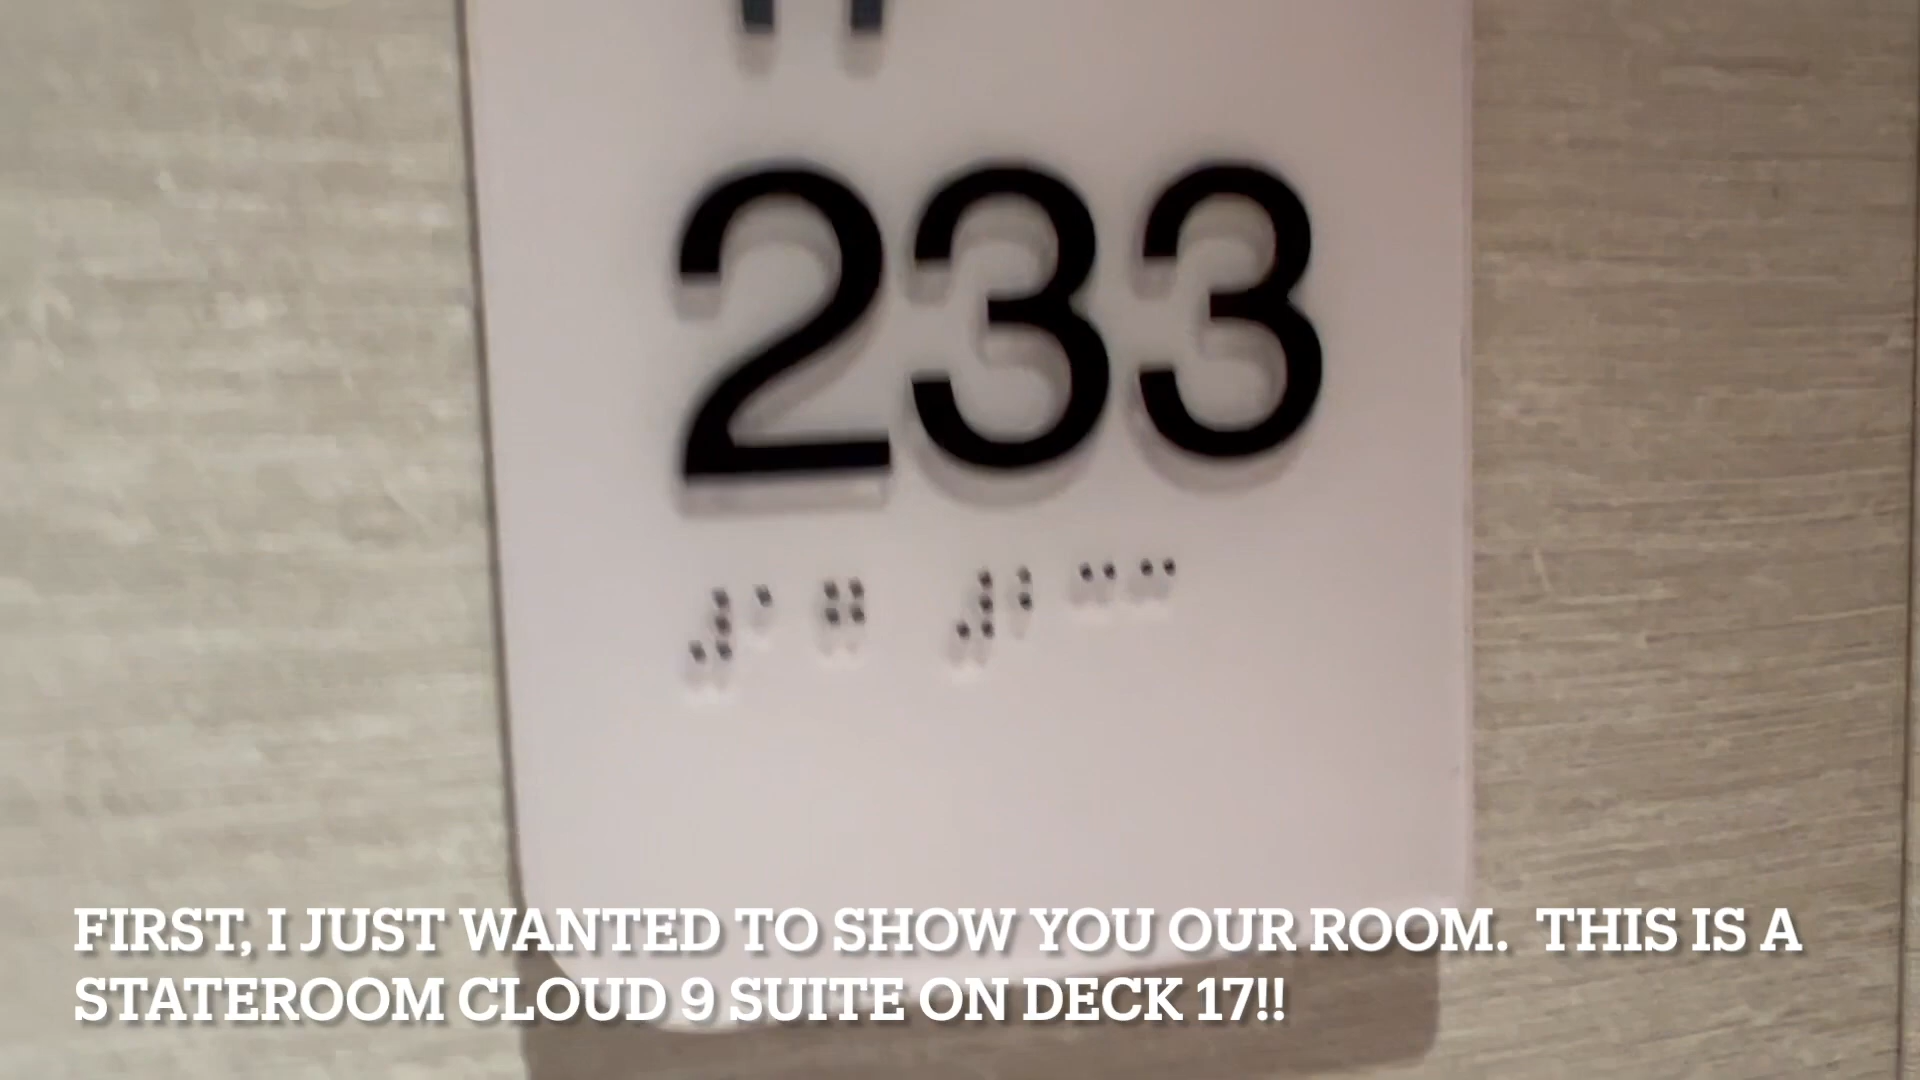 233
FIRST, I JUST WANTED TO SHOW YOU OUR ROOM. THIS IS A
STATEROOM CLOUD 9 SUITE ON DECK 17!!